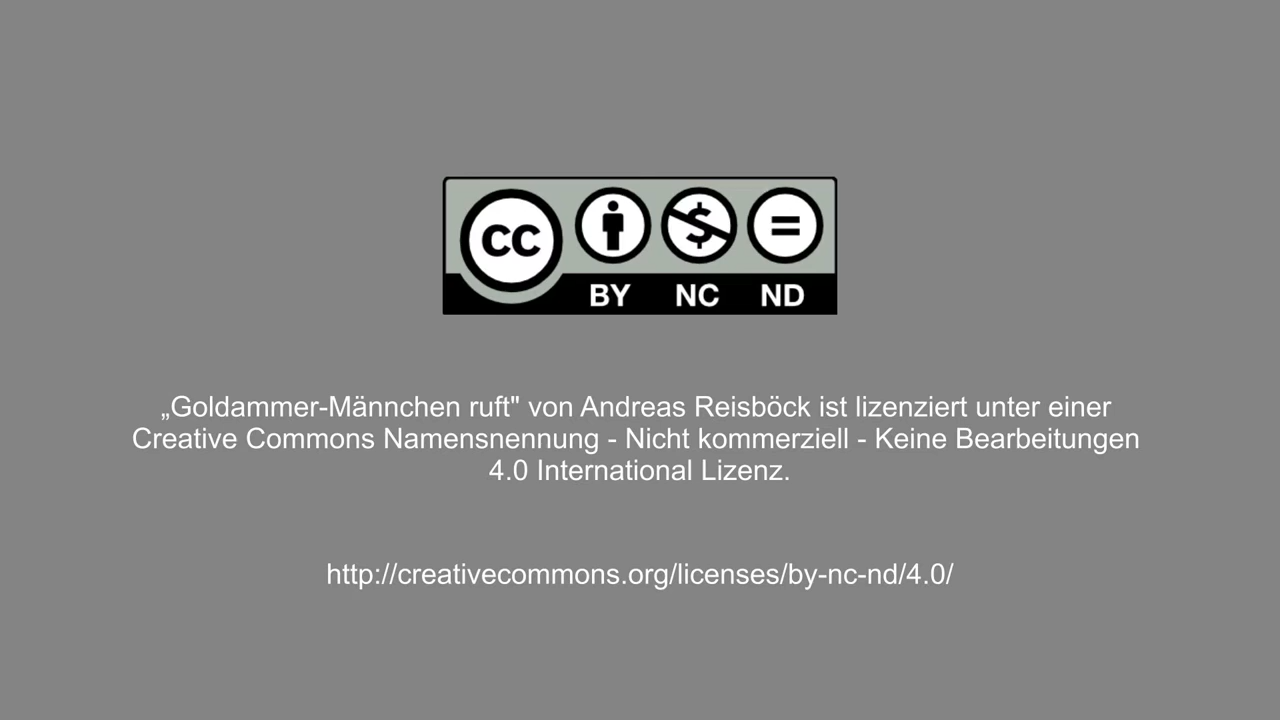 CC
BY NC ND
„Goldammer-Männchen ruft" von Andreas Reisböck ist lizenziert unter einer
Creative Commons Namensnennung - Nicht kommerziell - Keine Bearbeitungen
4.0 International Lizenz.
http://creativecommons.org/licenses/by-nc-nd/4.0/